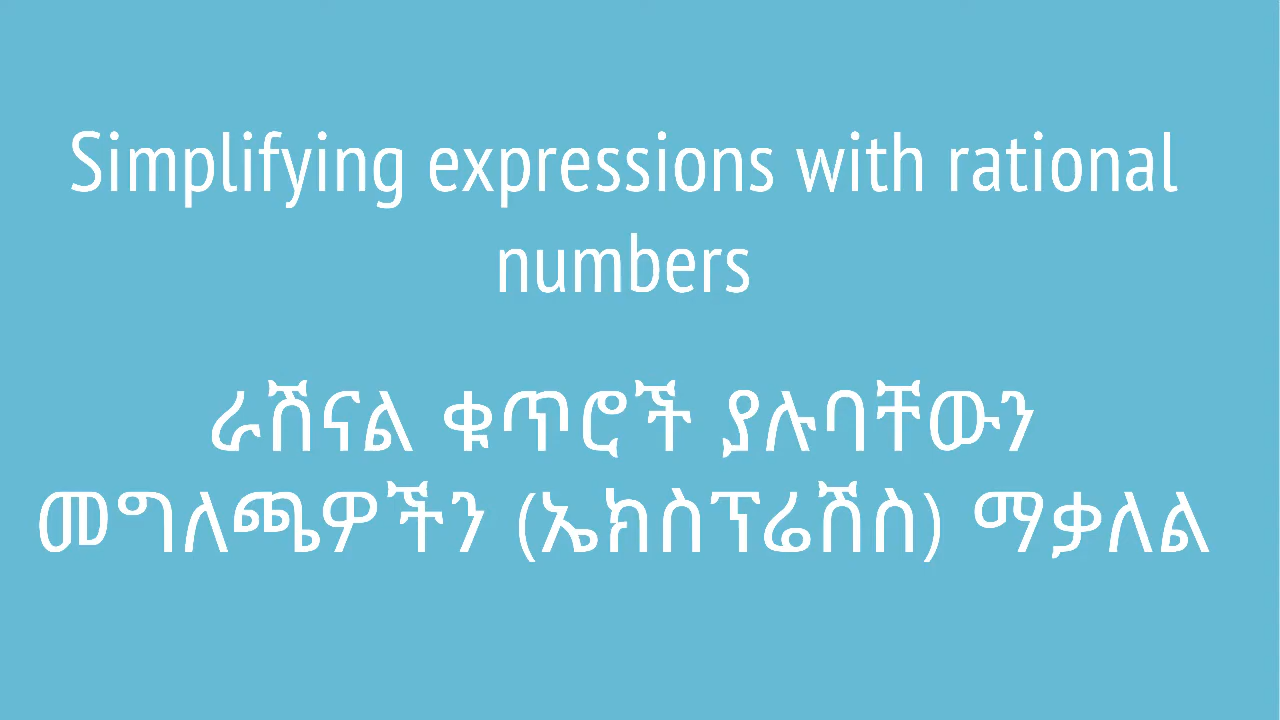 Simplifying expressions with rational
numbers
ራሽናል ቁጥሮች ያሉባቸውን
መግለጫዎችን (ኤክስፕሬሽስ) ማቃለል